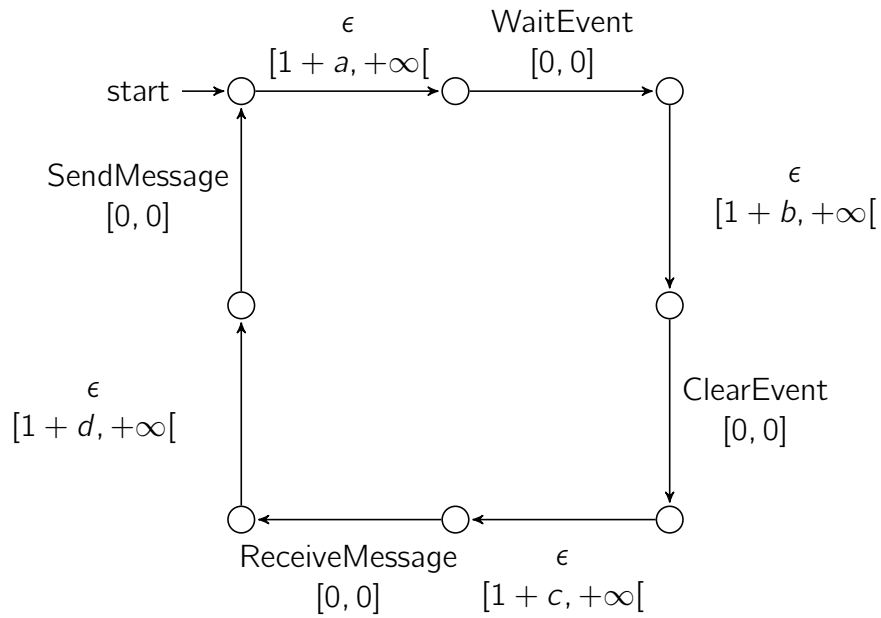 ϵ
[1 + a, +∞[
WaitEvent
[0, 0]
start
SendMessage
[0, 0]
ϵ
[1 + b, +∞[
ϵ
[1 + d, +∞[
ClearEvent
[0, 0]
ReceiveMessage
[0, 0]
ϵ
[1 + c, +∞[